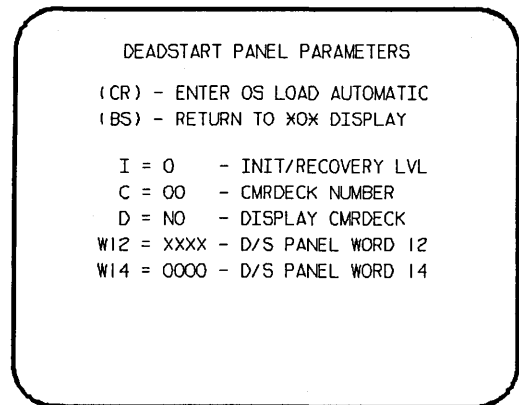 DEADSTART PANEL PARAMETERS
(CR) - ENTER OS LOAD AUTOMATIC
(BS) - RETURN TO *O* DISPLAY
I = 0 - INIT/RECOVERY LVL
C = 00 - CMRDECK NUMBER
D = NO - DISPLAY CMRDECK
W12 = XXXX - D/S PANEL WORD 12
W14 = 0000 - D/S PANEL WORD 14